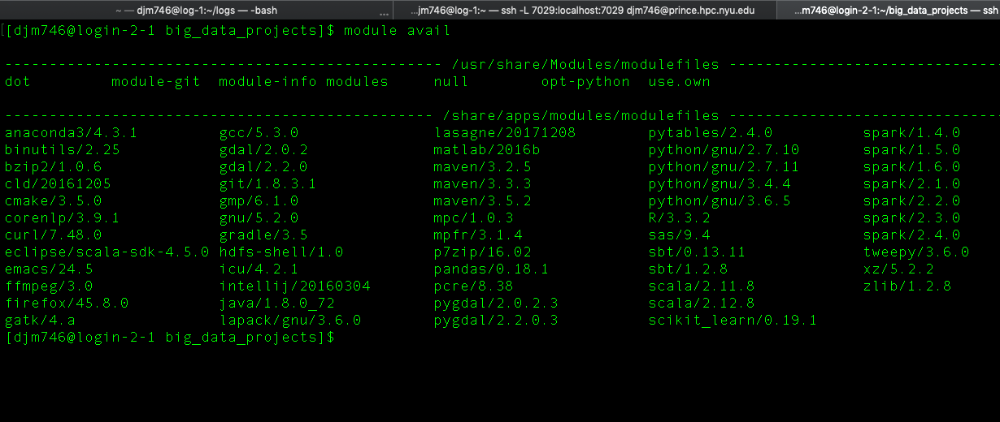 ~ — djm746@log-1:~/logs — -bash ... ...jm746@log-1:~ — ssh -L 7029:localhost:7029 djm746@prince.hpc.nyu.edu ...m746@login-2-1:~/big_data_projects — ssh
[[djm746@login-2-1 big_data_projects]$ module avail
------------------------------------------------- /usr/share/Modules/modulefiles -------------------------------
dot module-git module-info modules null opt-python use.own
------------------------------------------------ /share/apps/modules/modulefiles -------------------------------
anaconda3/4.3.1 gcc/5.3.0 lasagne/20171208 pytables/2.4.0 spark/1.4.0
binutils/2.25 gdal/2.0.2 matlab/2016b python/gnu/2.7.10 spark/1.5.0
bzip2/1.0.6 gdal/2.2.0 maven/3.2.5 python/gnu/2.7.11 spark/1.6.0
cld/20161205 git/1.8.3.1 maven/3.3.3 python/gnu/3.4.4 spark/2.1.0
cmake/3.5.0 gmp/6.1.0 maven/3.5.2 python/gnu/3.6.5 spark/2.2.0
corenlp/3.9.1 gnu/5.2.0 mpc/1.0.3 R/3.3.2 spark/2.3.0
curl/7.48.0 gradle/3.5 mpfr/3.1.4 sas/9.4 spark/2.4.0
eclipse/scala-sdk-4.5.0 hdfs-shell/1.0 p7zip/16.02 sbt/0.13.11 tweepy/3.6.0
emacs/24.5 icu/4.2.1 pandas/0.18.1 sbt/1.2.8 xz/5.2.2
ffmpeg/3.0 intellij/20160304 pcre/8.38 scala/2.11.8 zlib/1.2.8
firefox/45.8.0 java/1.8.0_72 pygdal/2.0.2.3 scala/2.12.8
gatk/4.a lapack/gnu/3.6.0 pygdal/2.2.0.3 scikit_learn/0.19.1
[djm746@login-2-1 big_data_projects]$